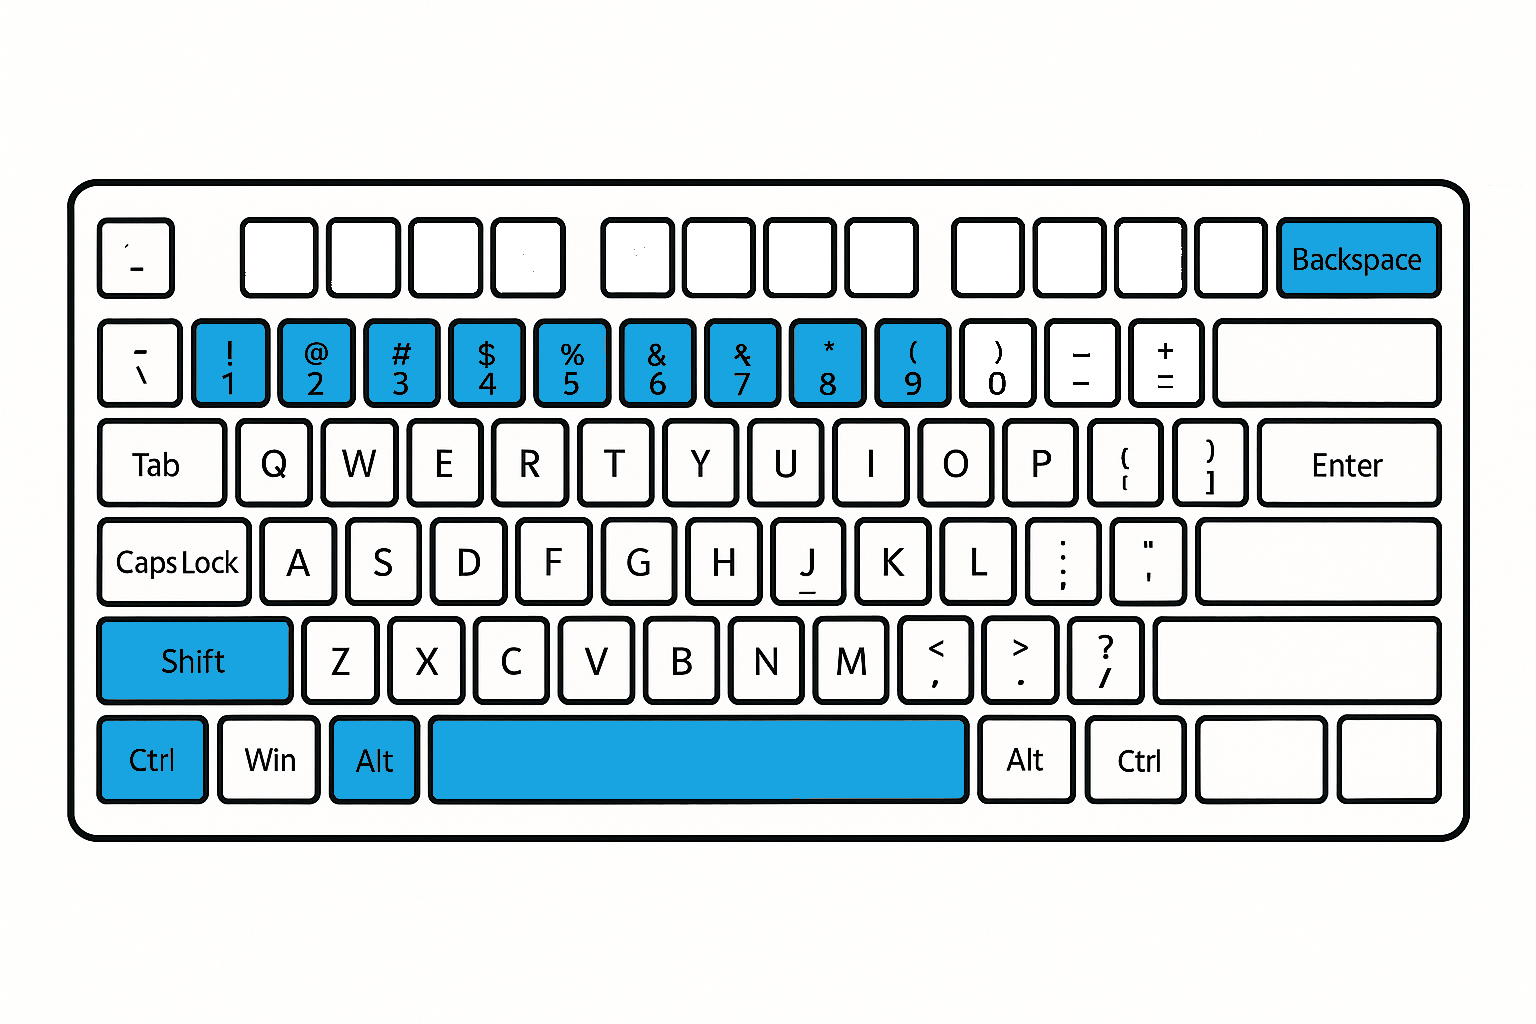 ´
-
Backspace
- ! @ # $ % & & * ( ) – +
\ 1 2 3 4 5 6 7 8 9 0 – =
Tab Q W E R T Y U I O P ( ) Enter
[ ]
Caps Lock A S D F G H J K L : "
; '
Shift Z X C V B N M < > ?
, . /
Ctrl Win Alt Alt Ctrl